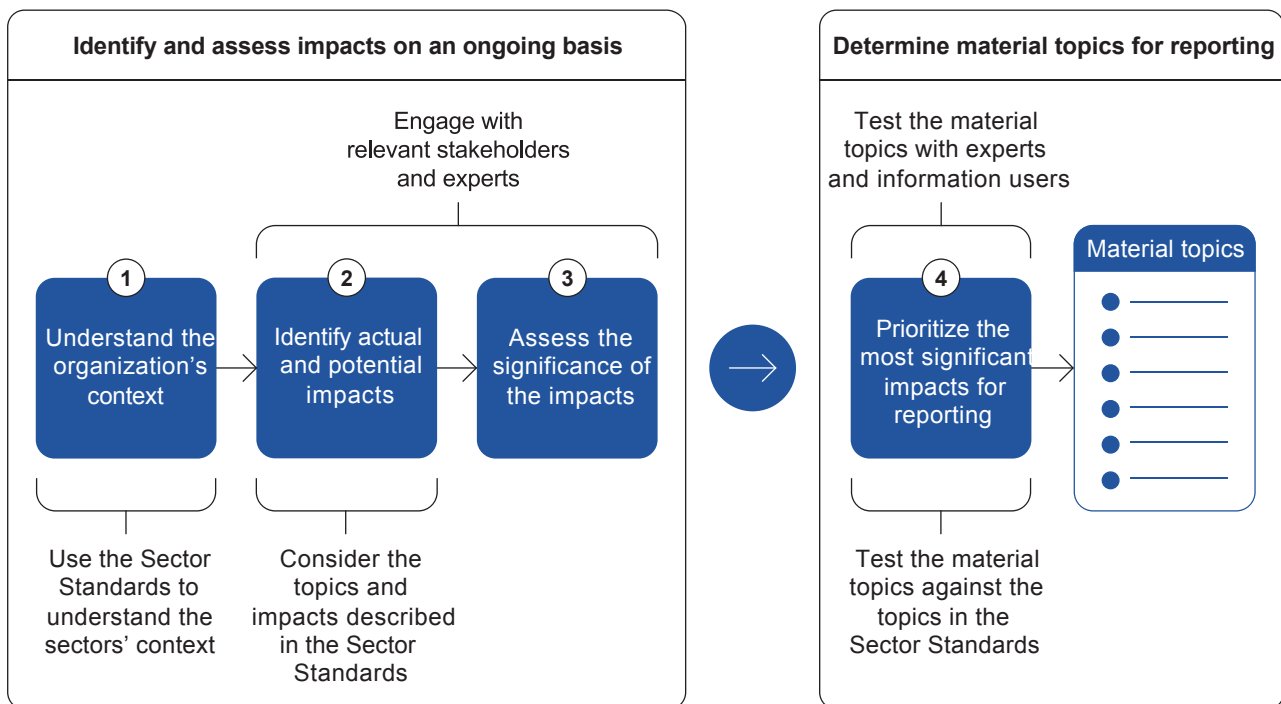 Identify and assess impacts on an ongoing basis
Engage with
relevant stakeholders
and experts
1
Understand the
organization’s
context
2
Identify actual
and potential
impacts
3
Assess the
significance of
the impacts
Use the Sector
Standards to
understand the
sectors’ context
Consider the
topics and
impacts described
in the Sector
Standards
Determine material topics for reporting
Test the material
topics with experts
and information users
4
Prioritize the
most significant
impacts for
reporting
Material topics
Test the material
topics against the
topics in the
Sector Standards